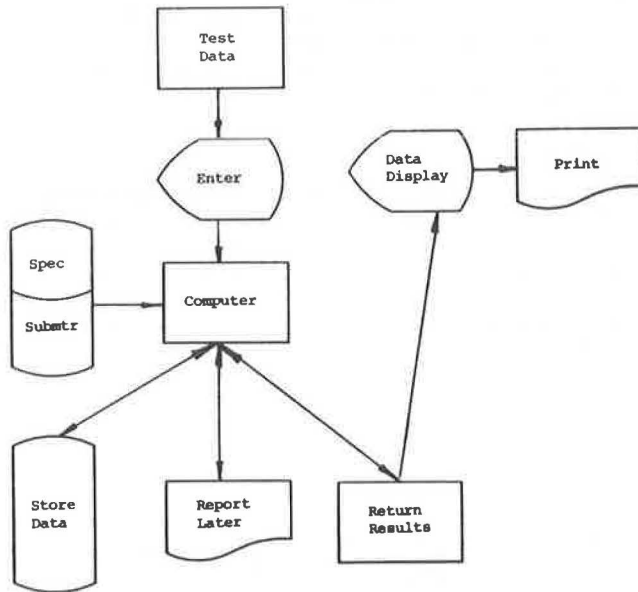 Test
Data
Enter
Data
Display
Print
Spec
Submtr
Computer
Store
Data
Report
Later
Return
Results